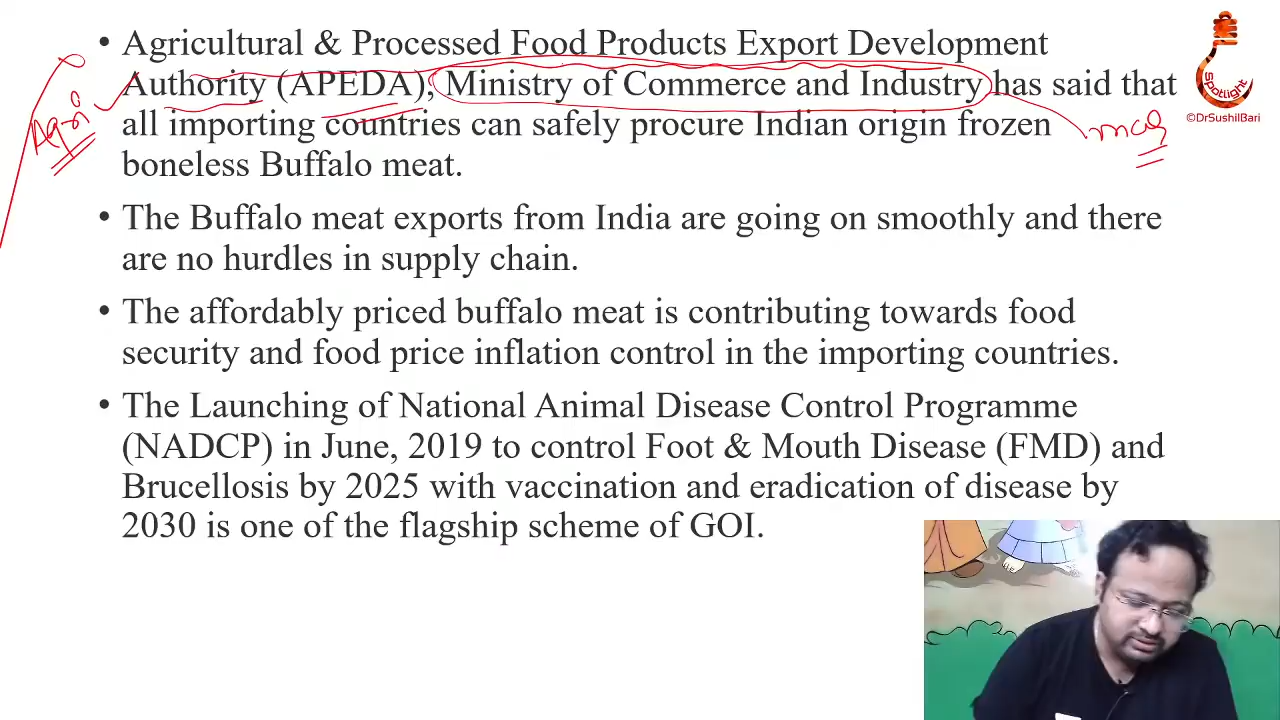 • Agricultural & Processed Food Products Export Development
Authority (APEDA), Ministry of Commerce and Industry has said that
all importing countries can safely procure Indian origin frozen
boneless Buffalo meat.
• The Buffalo meat exports from India are going on smoothly and there
are no hurdles in supply chain.
• The affordably priced buffalo meat is contributing towards food
security and food price inflation control in the importing countries.
• The Launching of National Animal Disease Control Programme
(NADCP) in June, 2019 to control Foot & Mouth Disease (FMD) and
Brucellosis by 2025 with vaccination and eradication of disease by
2030 is one of the flagship scheme of GOI.
Agri
Spotlight
©DrSushilBari